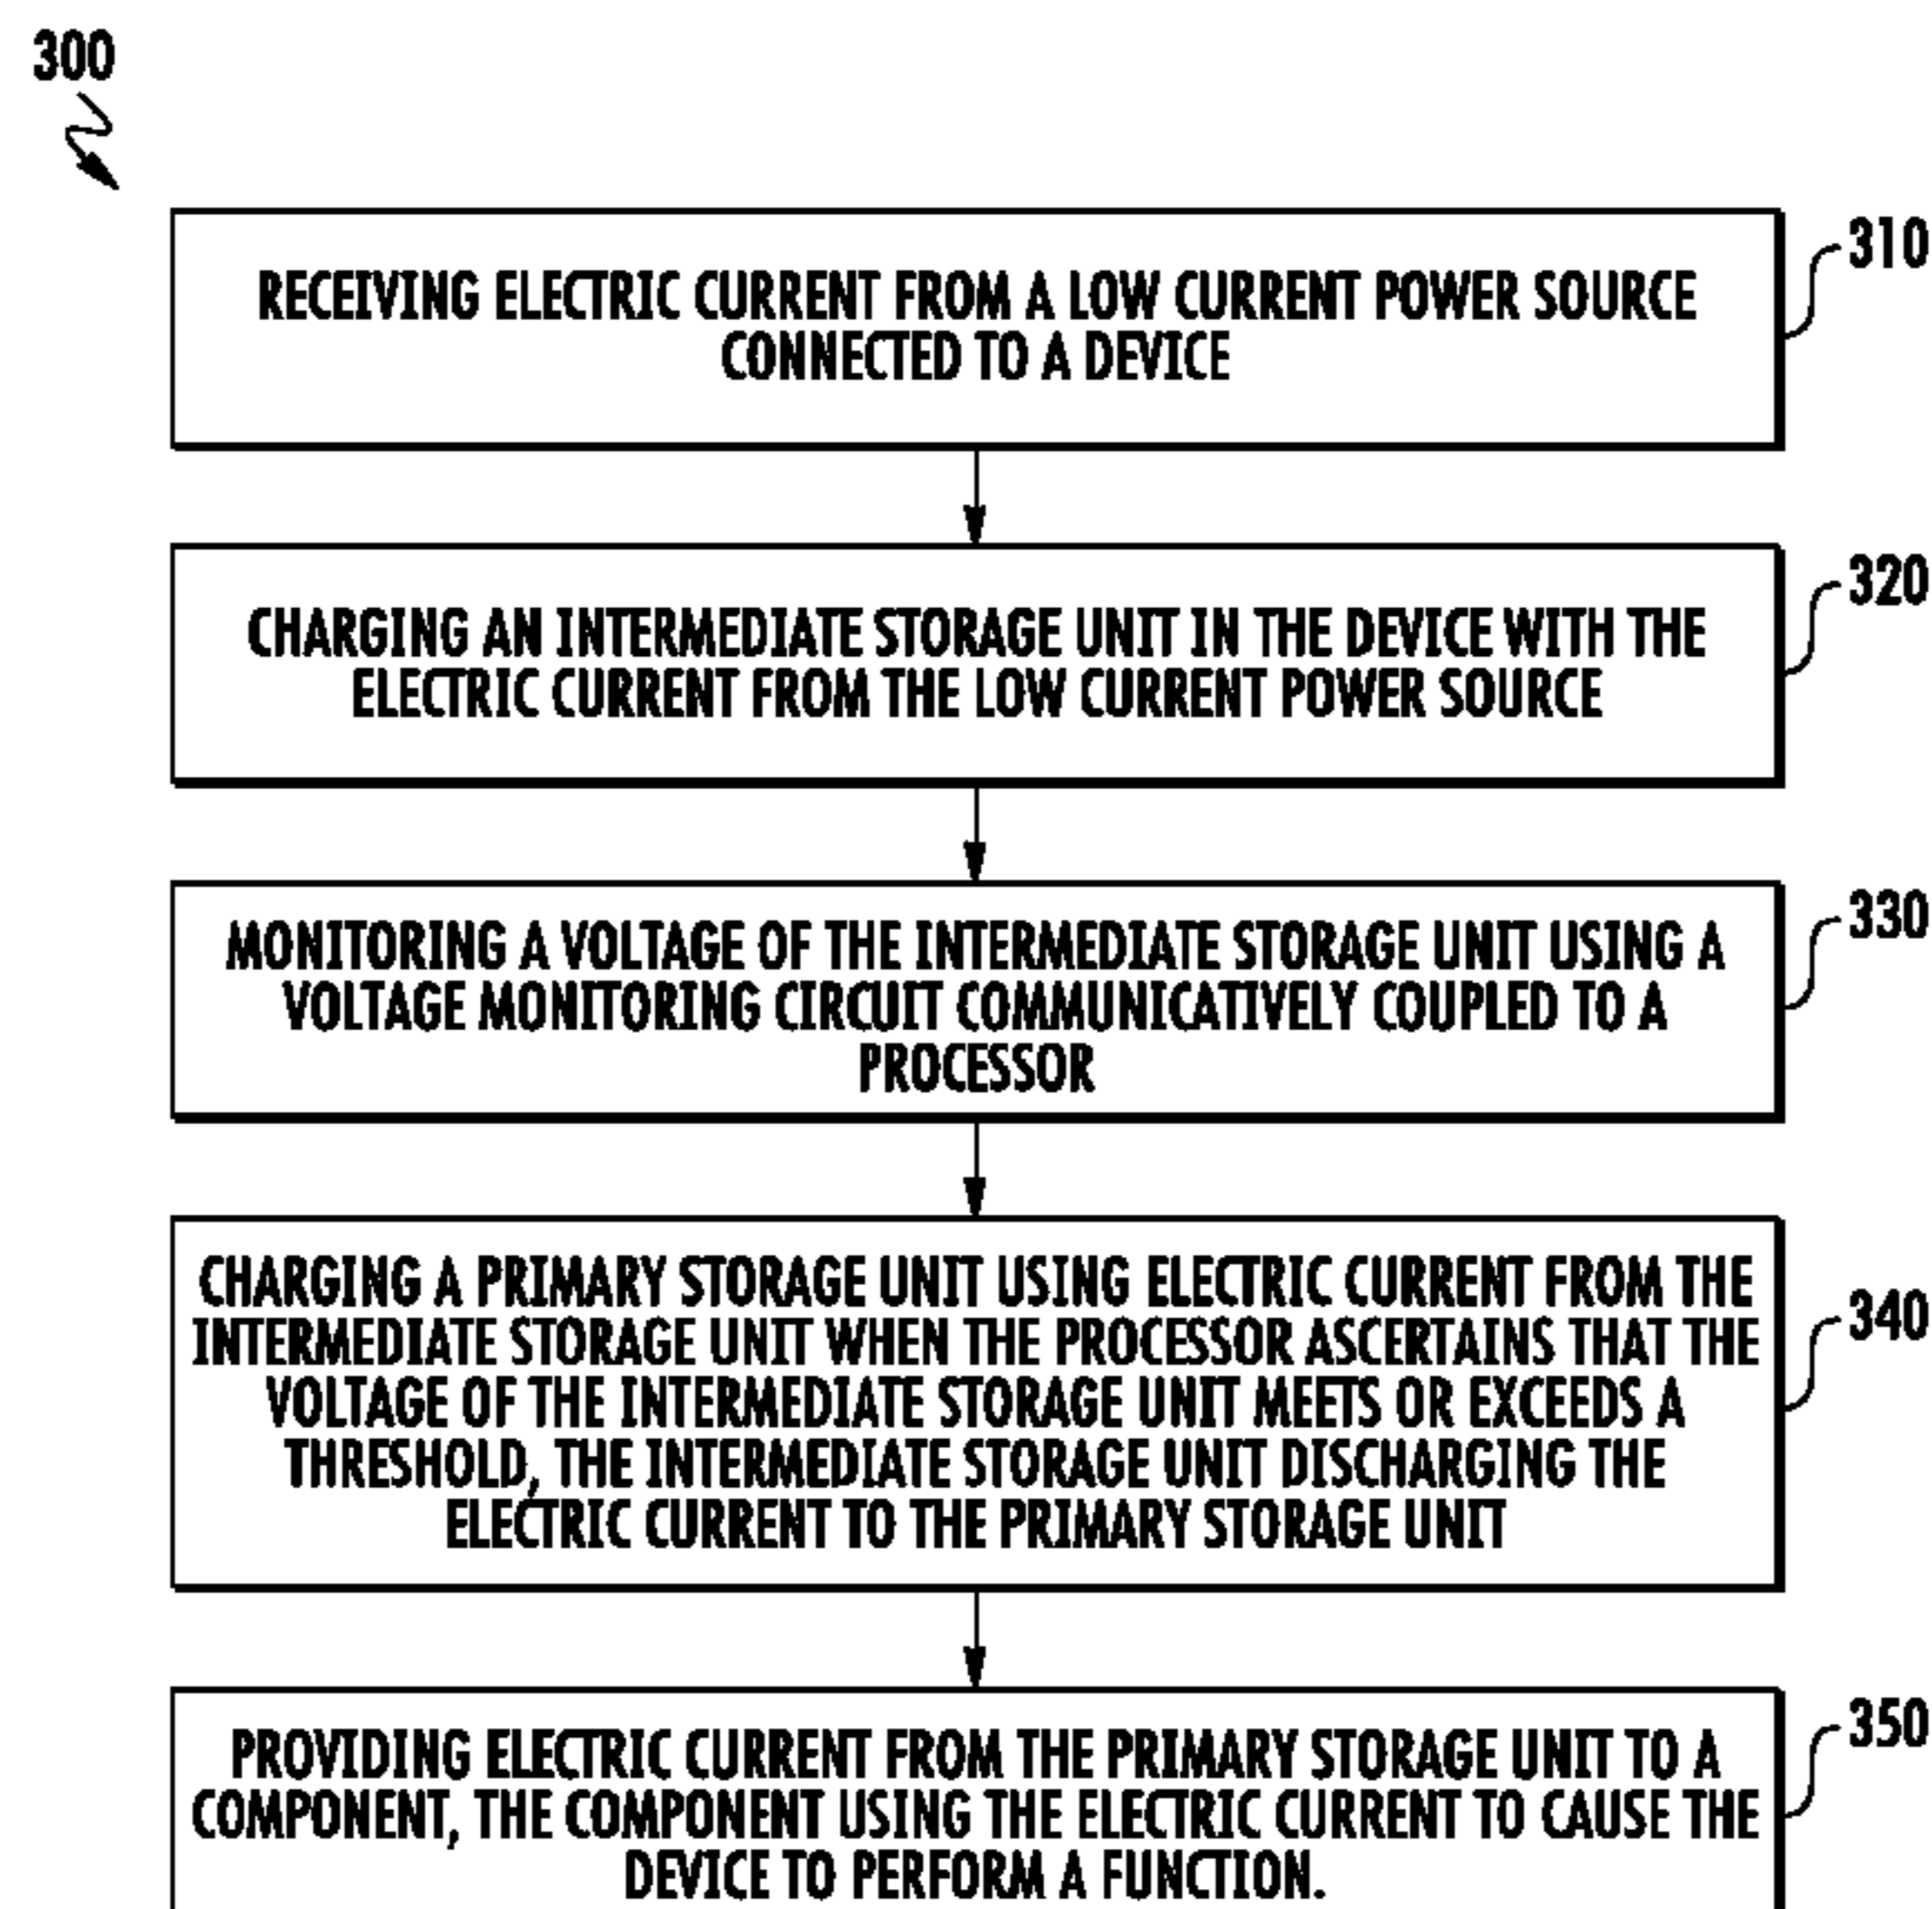 300
310
RECEIVING ELECTRIC CURRENT FROM A LOW CURRENT POWER SOURCE
CONNECTED TO A DEVICE
320
CHARGING AN INTERMEDIATE STORAGE UNIT IN THE DEVICE WITH THE
ELECTRIC CURRENT FROM THE LOW CURRENT POWER SOURCE
330
MONITORING A VOLTAGE OF THE INTERMEDIATE STORAGE UNIT USING A
VOLTAGE MONITORING CIRCUIT COMMUNICATIVELY COUPLED TO A
PROCESSOR
340
CHARGING A PRIMARY STORAGE UNIT USING ELECTRIC CURRENT FROM THE
INTERMEDIATE STORAGE UNIT WHEN THE PROCESSOR ASCERTAINS THAT THE
VOLTAGE OF THE INTERMEDIATE STORAGE UNIT MEETS OR EXCEEDS A
THRESHOLD, THE INTERMEDIATE STORAGE UNIT DISCHARGING THE
ELECTRIC CURRENT TO THE PRIMARY STORAGE UNIT
350
PROVIDING ELECTRIC CURRENT FROM THE PRIMARY STORAGE UNIT TO A
COMPONENT, THE COMPONENT USING THE ELECTRIC CURRENT TO CAUSE THE
DEVICE TO PERFORM A FUNCTION.